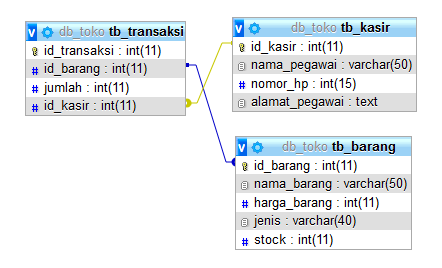 db_toko tb_transaksi
id_transaksi : int(11)
id_barang : int(11)
jumlah : int(11)
id_kasir : int(11)
db_toko tb_kasir
id_kasir : int(11)
nama_pegawai : varchar(50)
nomor_hp : int(15)
alamat_pegawai : text
db_toko tb_barang
id_barang : int(11)
nama_barang : varchar(50)
harga_barang : int(11)
jenis : varchar(40)
stock : int(11)